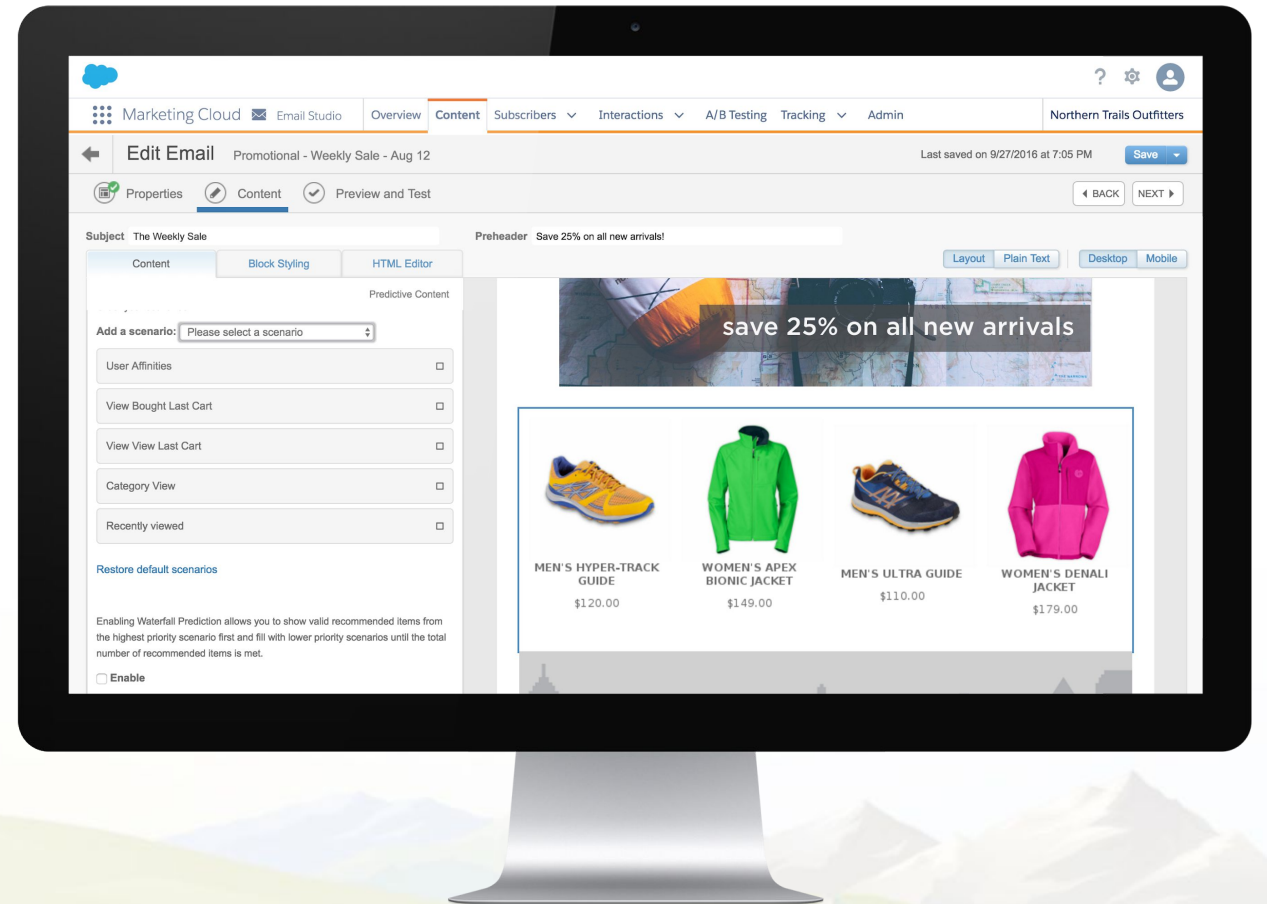 Marketing Cloud Email Studio Overview Content Subscribers Interactions A/B Testing Tracking Admin Northern Trails Outfitters
Edit Email Promotional - Weekly Sale - Aug 12 Last saved on 9/27/2016 at 7:05 PM Save
Properties Content Preview and Test BACK NEXT
Subject The Weekly Sale Preheader Save 25% on all new arrivals!
Content Block Styling HTML Editor Layout Plain Text Desktop Mobile
Predictive Content
save 25% on all new arrivals
Add a scenario: Please select a scenario
User Affinities
View Bought Last Cart
View View Last Cart
Category View
Recently viewed
Restore default scenarios
Enabling Waterfall Prediction allows you to show valid recommended items from
the highest priority scenario first and fill with lower priority scenarios until the total
number of recommended items is met.
Enable
MEN'S HYPER-TRACK
GUIDE
$120.00
WOMEN'S APEX
BIONIC JACKET
$149.00
MEN'S ULTRA GUIDE
$110.00
WOMEN'S DENALI
JACKET
$179.00